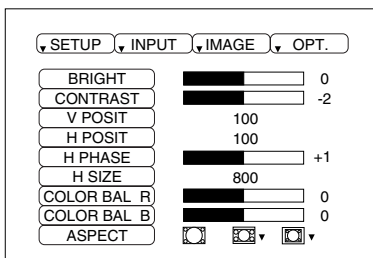 SETUP INPUT IMAGE OPT.
BRIGHT 0
CONTRAST -2
V POSIT 100
H POSIT 100
H PHASE +1
H SIZE 800
COLOR BAL R 0
COLOR BAL B 0
ASPECT